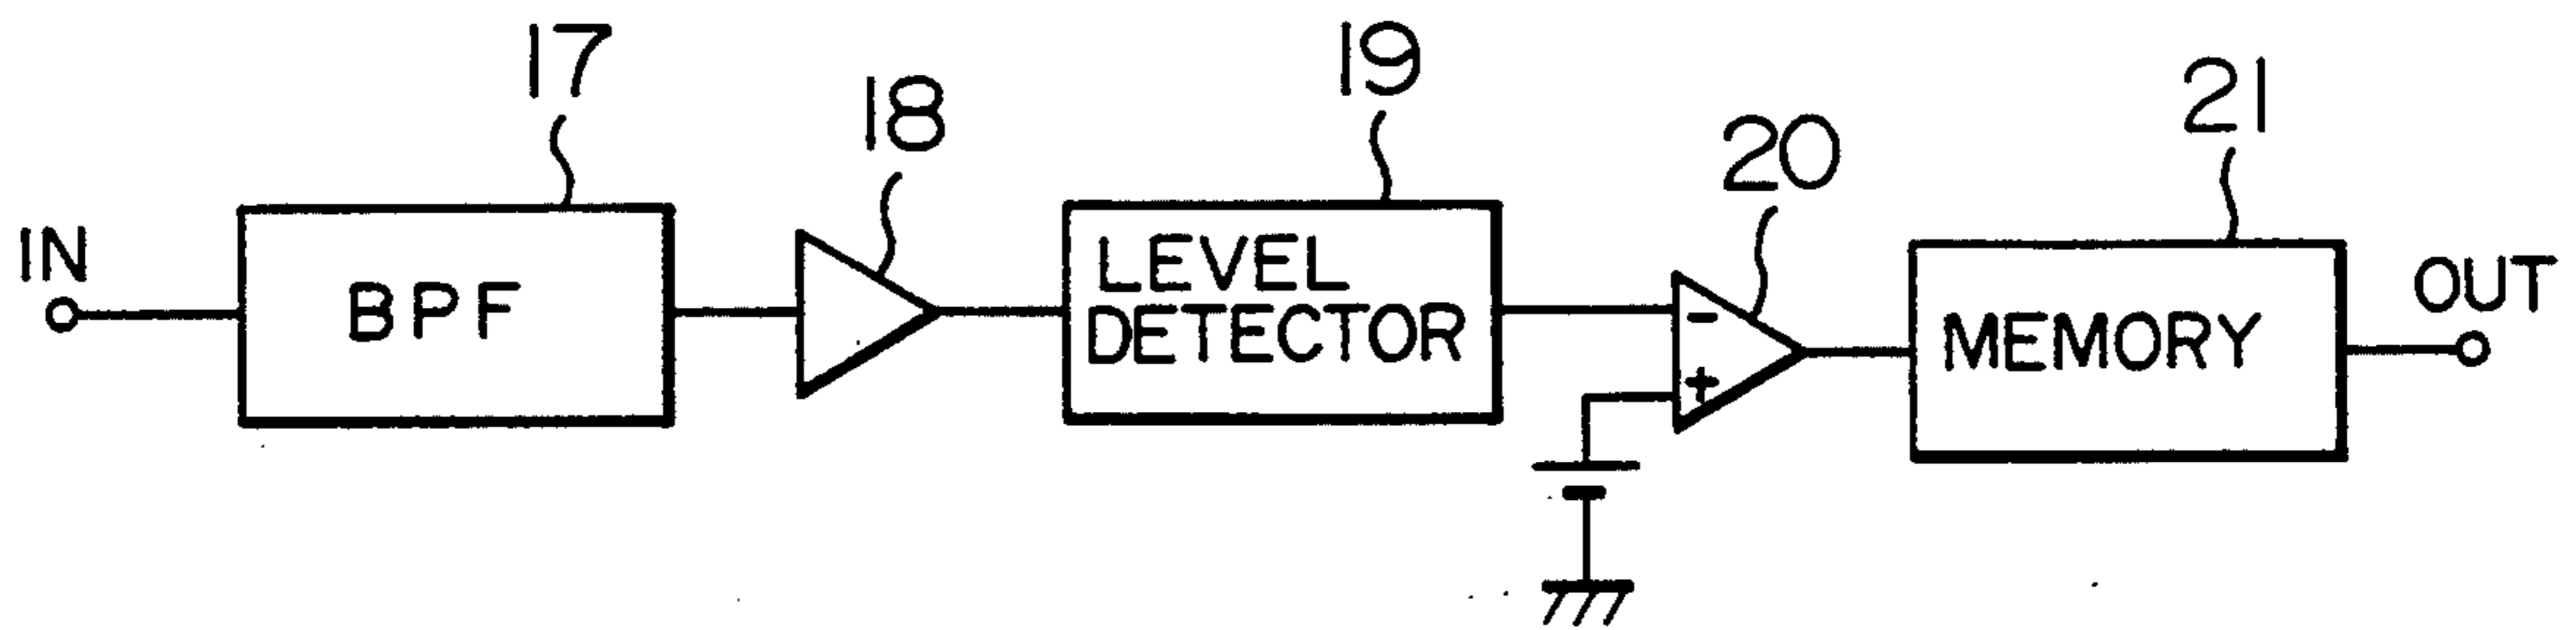 17
18
19
20
21
IN
BPF
LEVEL
DETECTOR
-
+
MEMORY
OUT